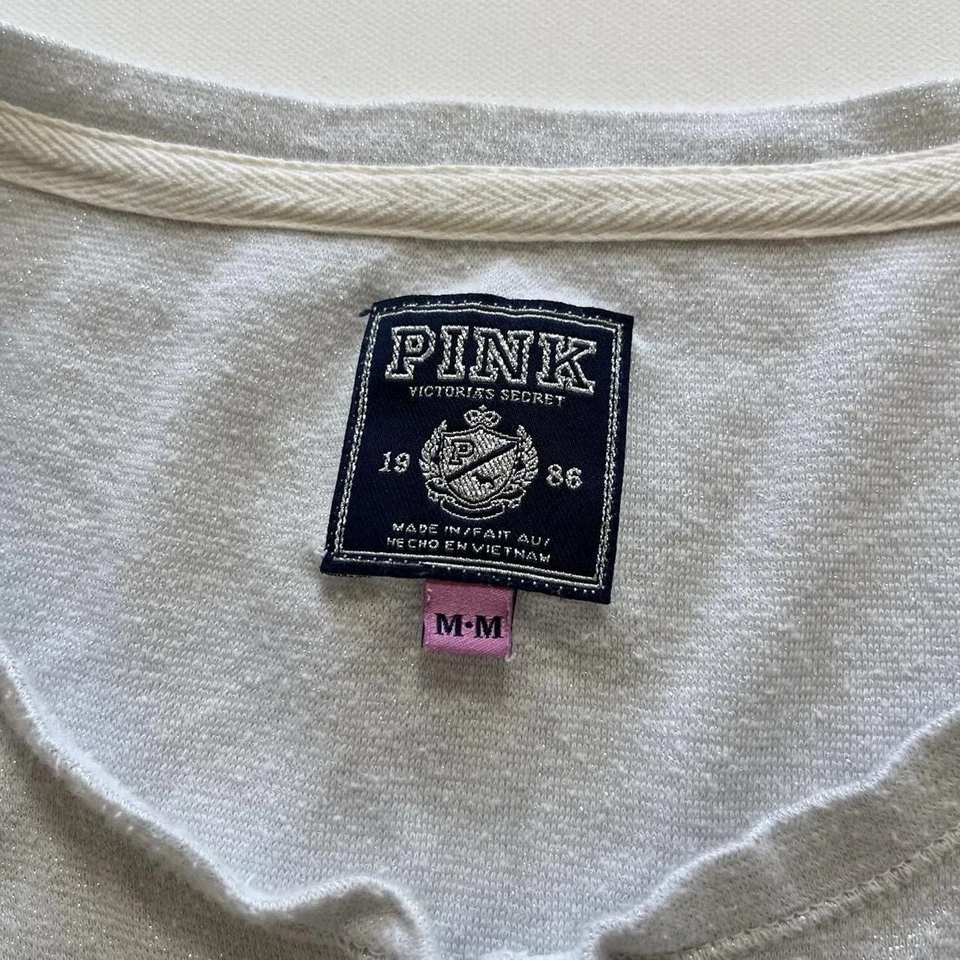 PINK
VICTORIA'S SECRET
P
19 86
MADE IN/FAIT AU/
HECHO EN VIETNAM
M•M